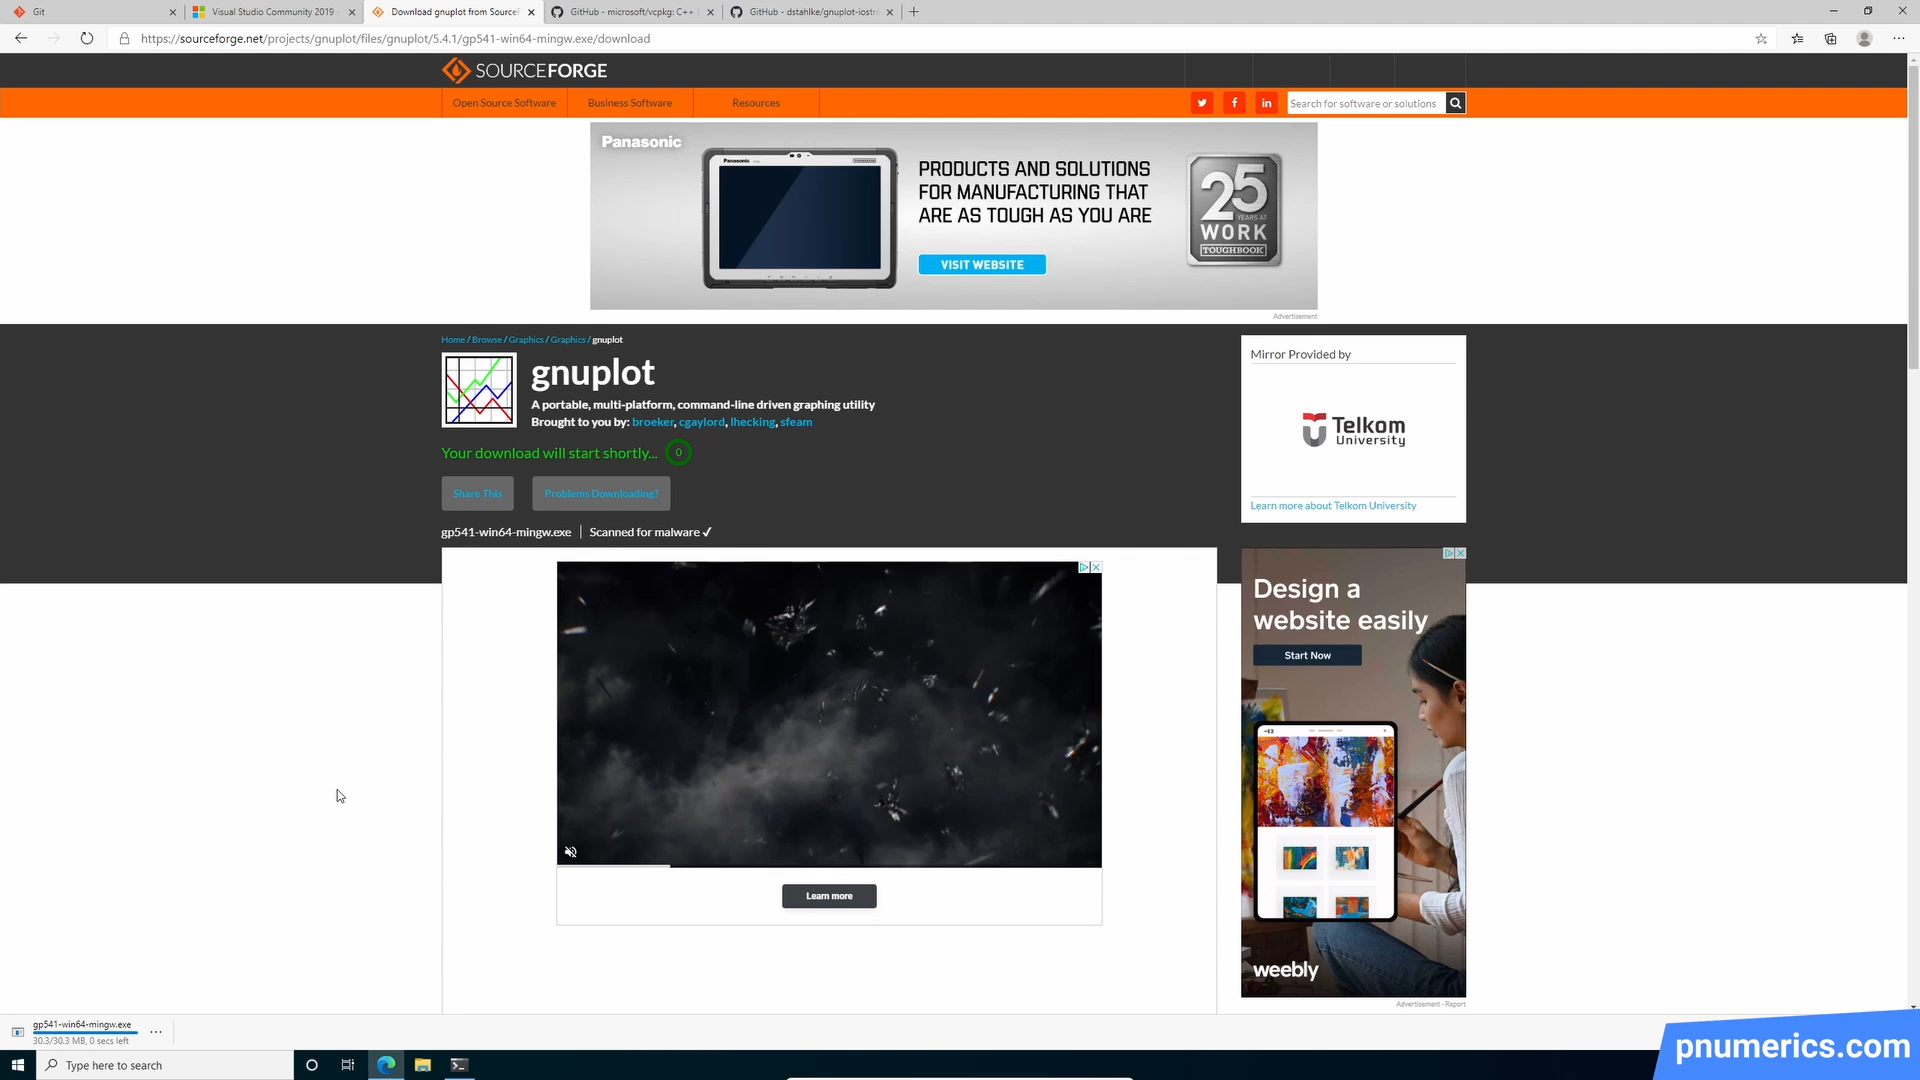 Git
Visual Studio Community 2019 -
Download gnuplot from SourceF
GitHub - microsoft/vcpkg: C++
GitHub - dstahlke/gnuplot-iostre
https://sourceforge.net/projects/gnuplot/files/gnuplot/5.4.1/gp541-win64-mingw.exe/download
SOURCEFORGE
Open Source Software
Business Software
Resources
Search for software or solutions
Panasonic
Panasonic
PRODUCTS AND SOLUTIONS
FOR MANUFACTURING THAT
ARE AS TOUGH AS YOU ARE
VISIT WEBSITE
25
YEARS AT
WORK
TOUGHBOOK
Advertisement
Home / Browse / Graphics / Graphics / gnuplot
gnuplot
A portable, multi-platform, command-line driven graphing utility
Brought to you by: broeker, cgaylord, lhecking, sfeam
Your download will start shortly... 0
Share This
Problems Downloading?
gp541-win64-mingw.exe
Scanned for malware ✓
Mirror Provided by
Telkom
University
Learn more about Telkom University
Learn more
Design a
website easily
Start Now
weebly
Advertisement - Report
gp541-win64-mingw.exe
30.3/30.3 MB, 0 secs left
Type here to search
pnumerics.com